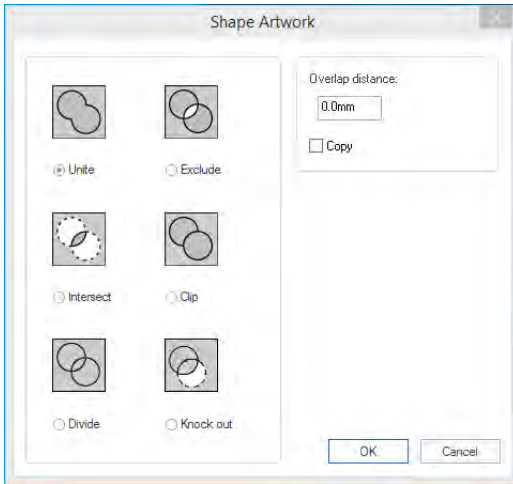 Shape Artwork
Unite
Exclude
Intersect
Clip
Divide
Knock out
Overlap distance:
0.0mm
Copy
OK
Cancel